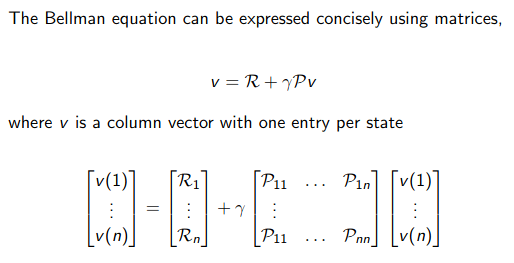 The Bellman equation can be expressed concisely using matrices,
v = R + γPv
where v is a column vector with one entry per state
[v(1)] [R₁] [P₁₁ … P₁ₙ] [v(1)]
[⋮] = [⋮] + γ [⋮] [⋮]
[v(n)] [Rₙ] [P₁₁ … Pₙₙ] [v(n)]